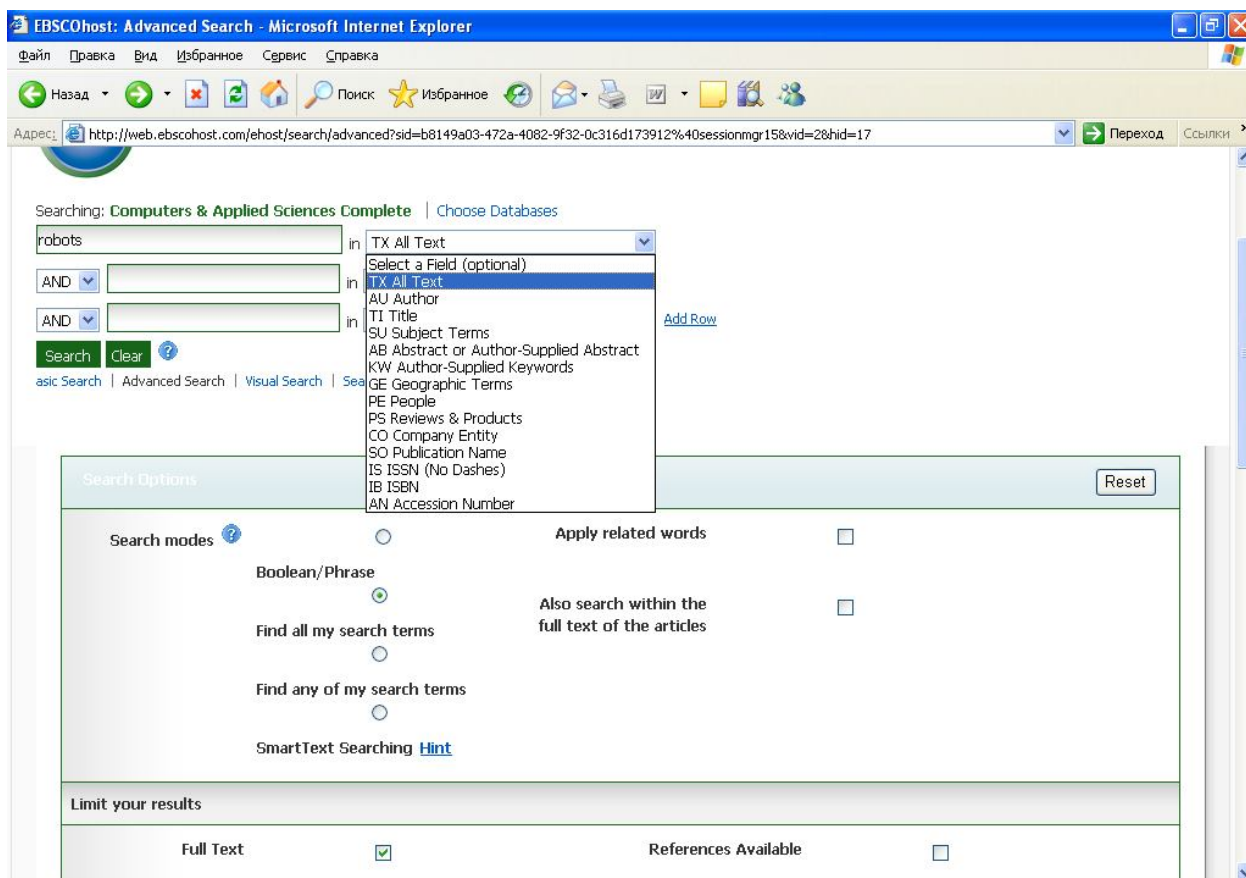 EBSCOhost: Advanced Search - Microsoft Internet Explorer
Файл Правка Вид Избранное Сервис Справка
Назад Поиск Избранное
Адрес: http://web.ebscohost.com/ehost/search/advanced?sid=b8149a03-472a-4082-9f32-0c316d173912%40sessionmgr15&vid=2&hid=17 Переход Ссылки »
Searching: Computers & Applied Sciences Complete | Choose Databases
robots in TX All Text
Select a Field (optional)
AND in TX All Text
AU Author
TI Title
AND in Add Row
SU Subject Terms
AB Abstract or Author-Supplied Abstract
Search Clear ?
KW Author-Supplied Keywords
asic Search | Advanced Search | Visual Search | Sea
GE Geographic Terms
PE People
PS Reviews & Products
CO Company Entity
SO Publication Name
IS ISSN (No Dashes)
IB ISBN
AN Accession Number
Search Options Reset
Search modes ? Apply related words
Boolean/Phrase
Also search within the
full text of the articles
Find all my search terms
Find any of my search terms
SmartText Searching Hint
Limit your results
Full Text References Available